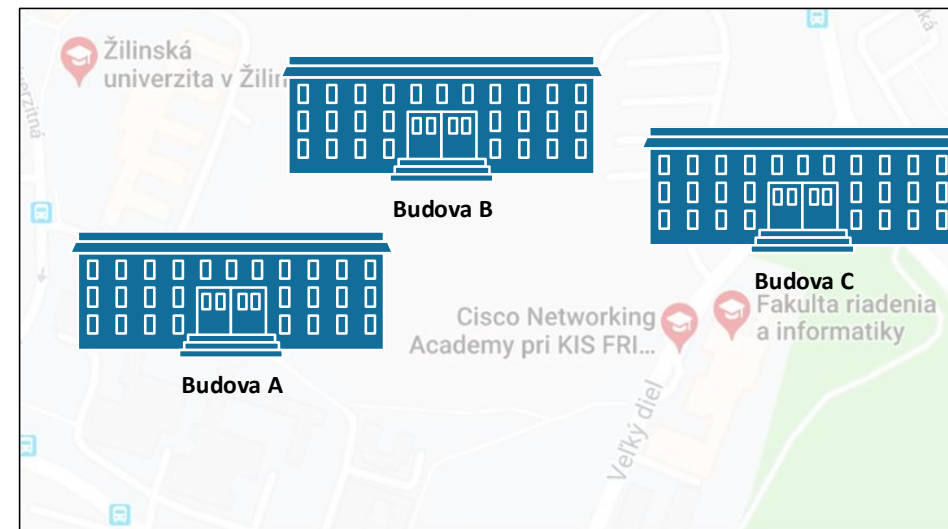 Žilinská
univerzita v Žilin
Budova B
Budova C
Budova A
Cisco Networking
Academy pri KIS FRI...
Fakulta riadenia
a informatiky
Veľký diel